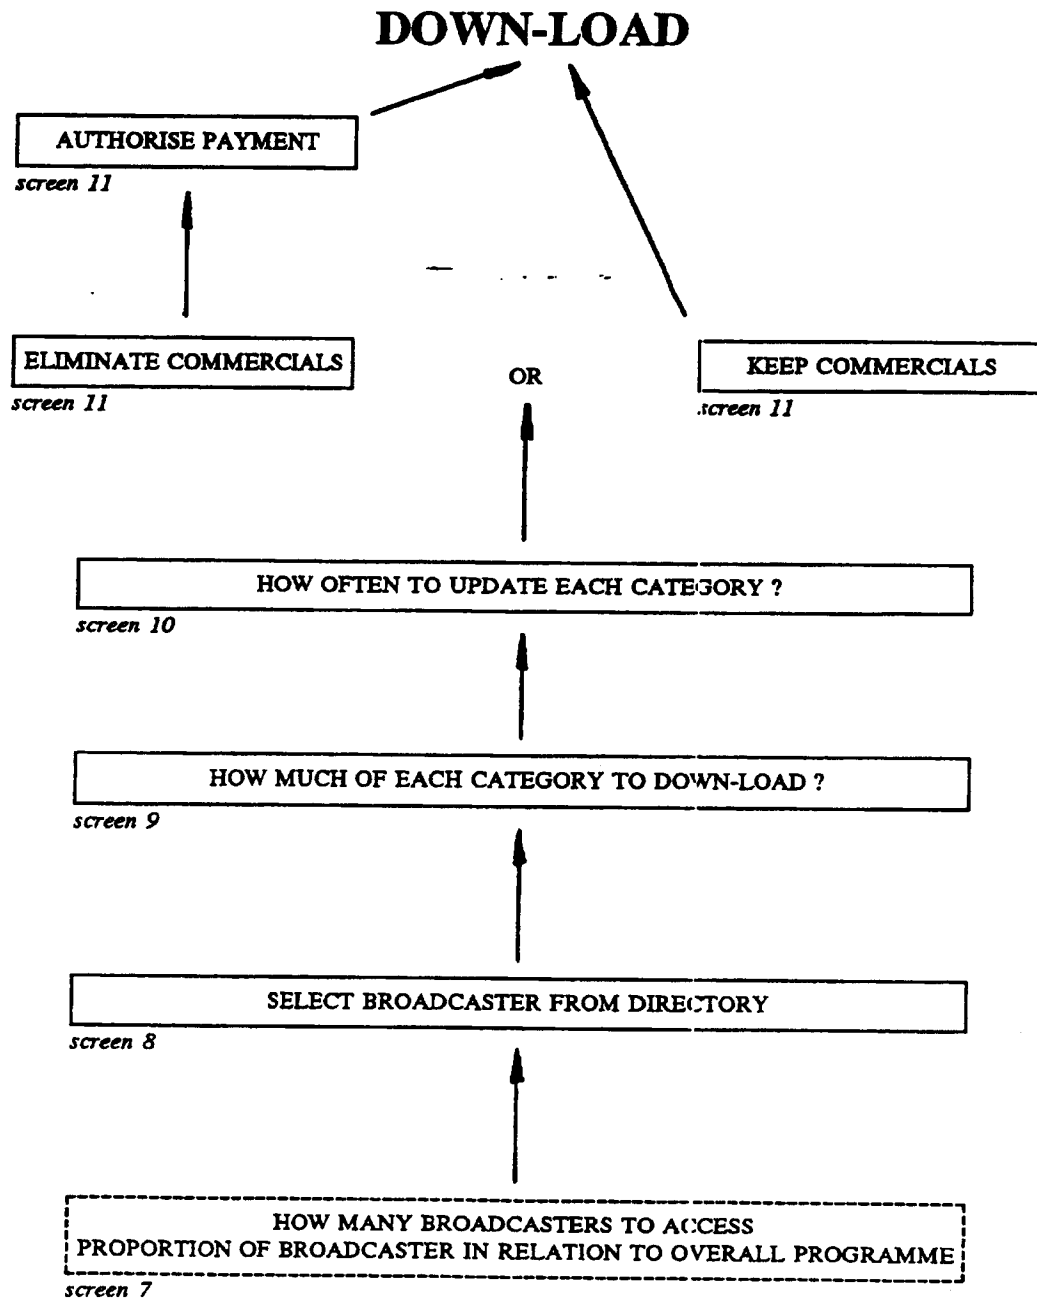 DOWN-LOAD
AUTHORISE PAYMENT
screen 11
ELIMINATE COMMERCIALS
screen 11
OR
KEEP COMMERCIALS
screen 11
HOW OFTEN TO UPDATE EACH CATEGORY ?
screen 10
HOW MUCH OF EACH CATEGORY TO DOWN-LOAD ?
screen 9
SELECT BROADCASTER FROM DIRECTORY
screen 8
HOW MANY BROADCASTERS TO ACCESS
PROPORTION OF BROADCASTER IN RELATION TO OVERALL PROGRAMME
screen 7